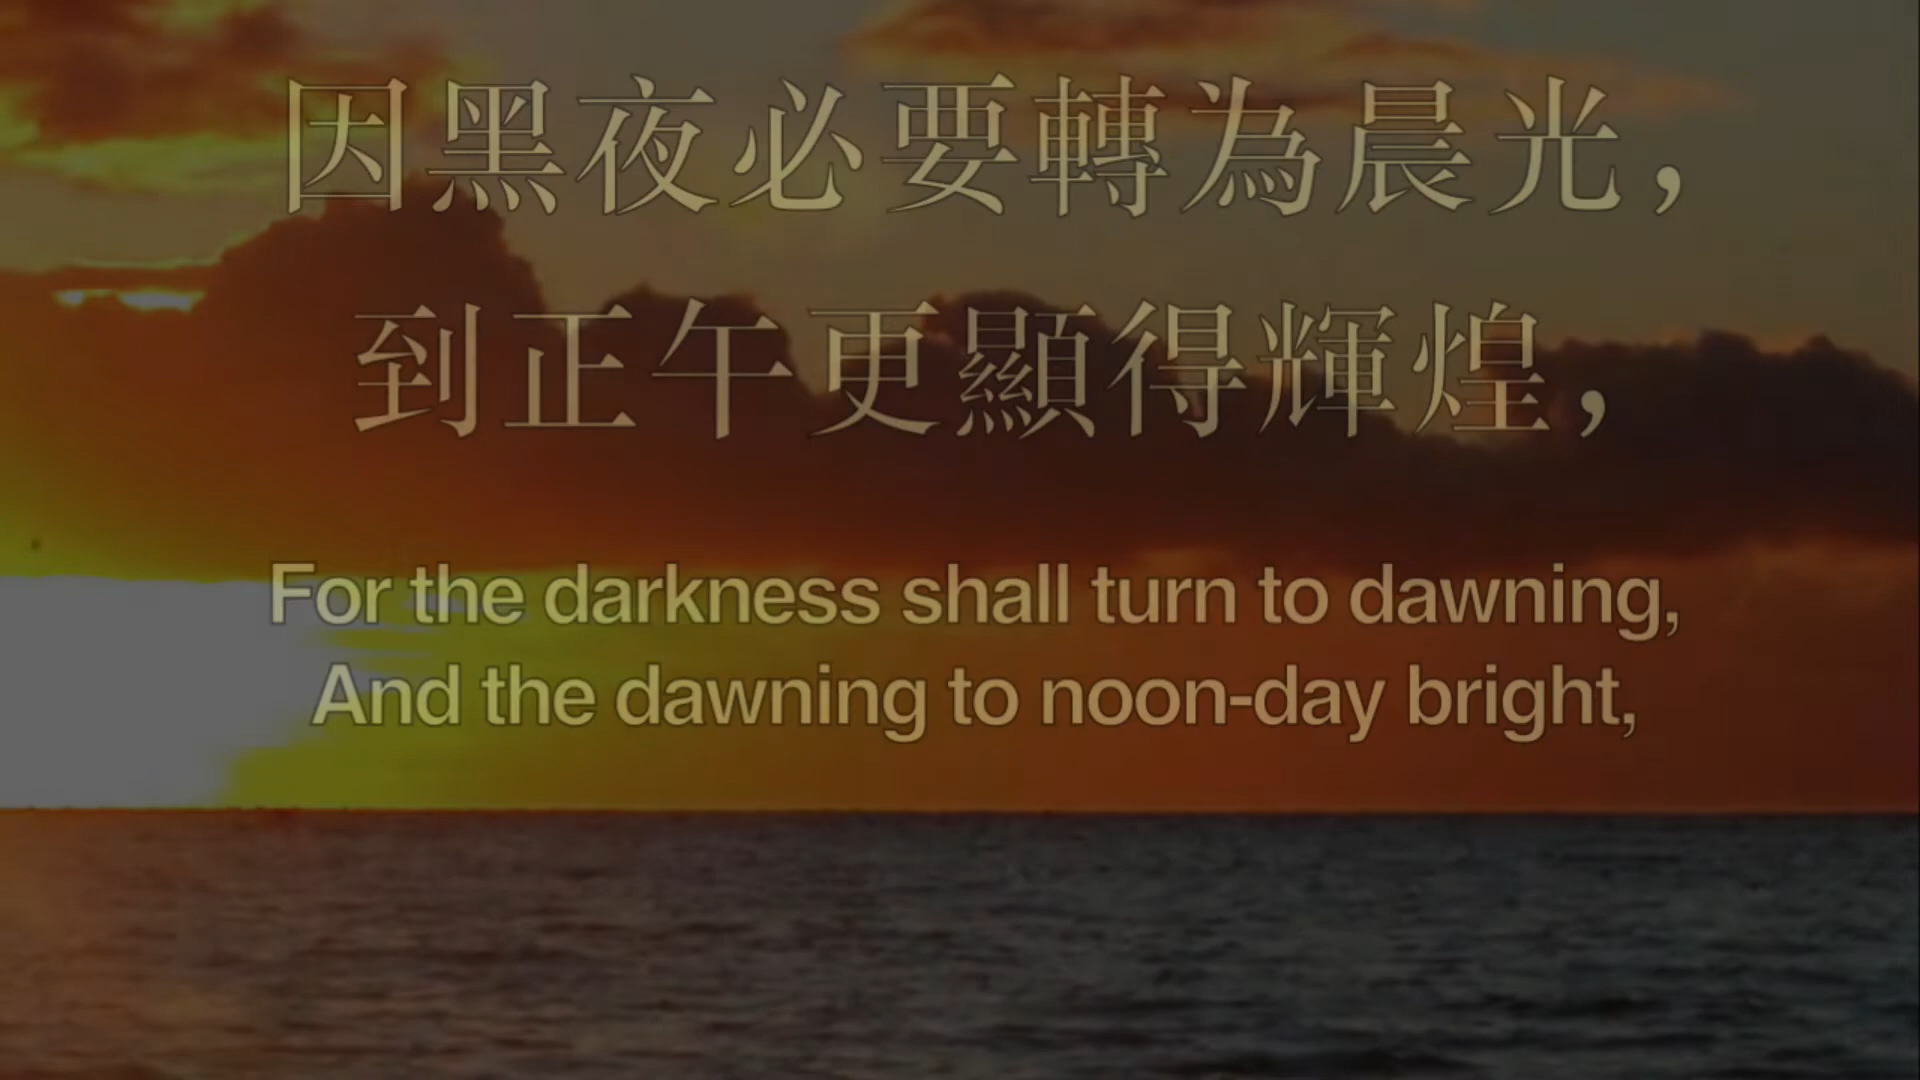 因黑夜必要轉為晨光，
到正午更顯得輝煌，
For the darkness shall turn to dawning,
And the dawning to noon-day bright,